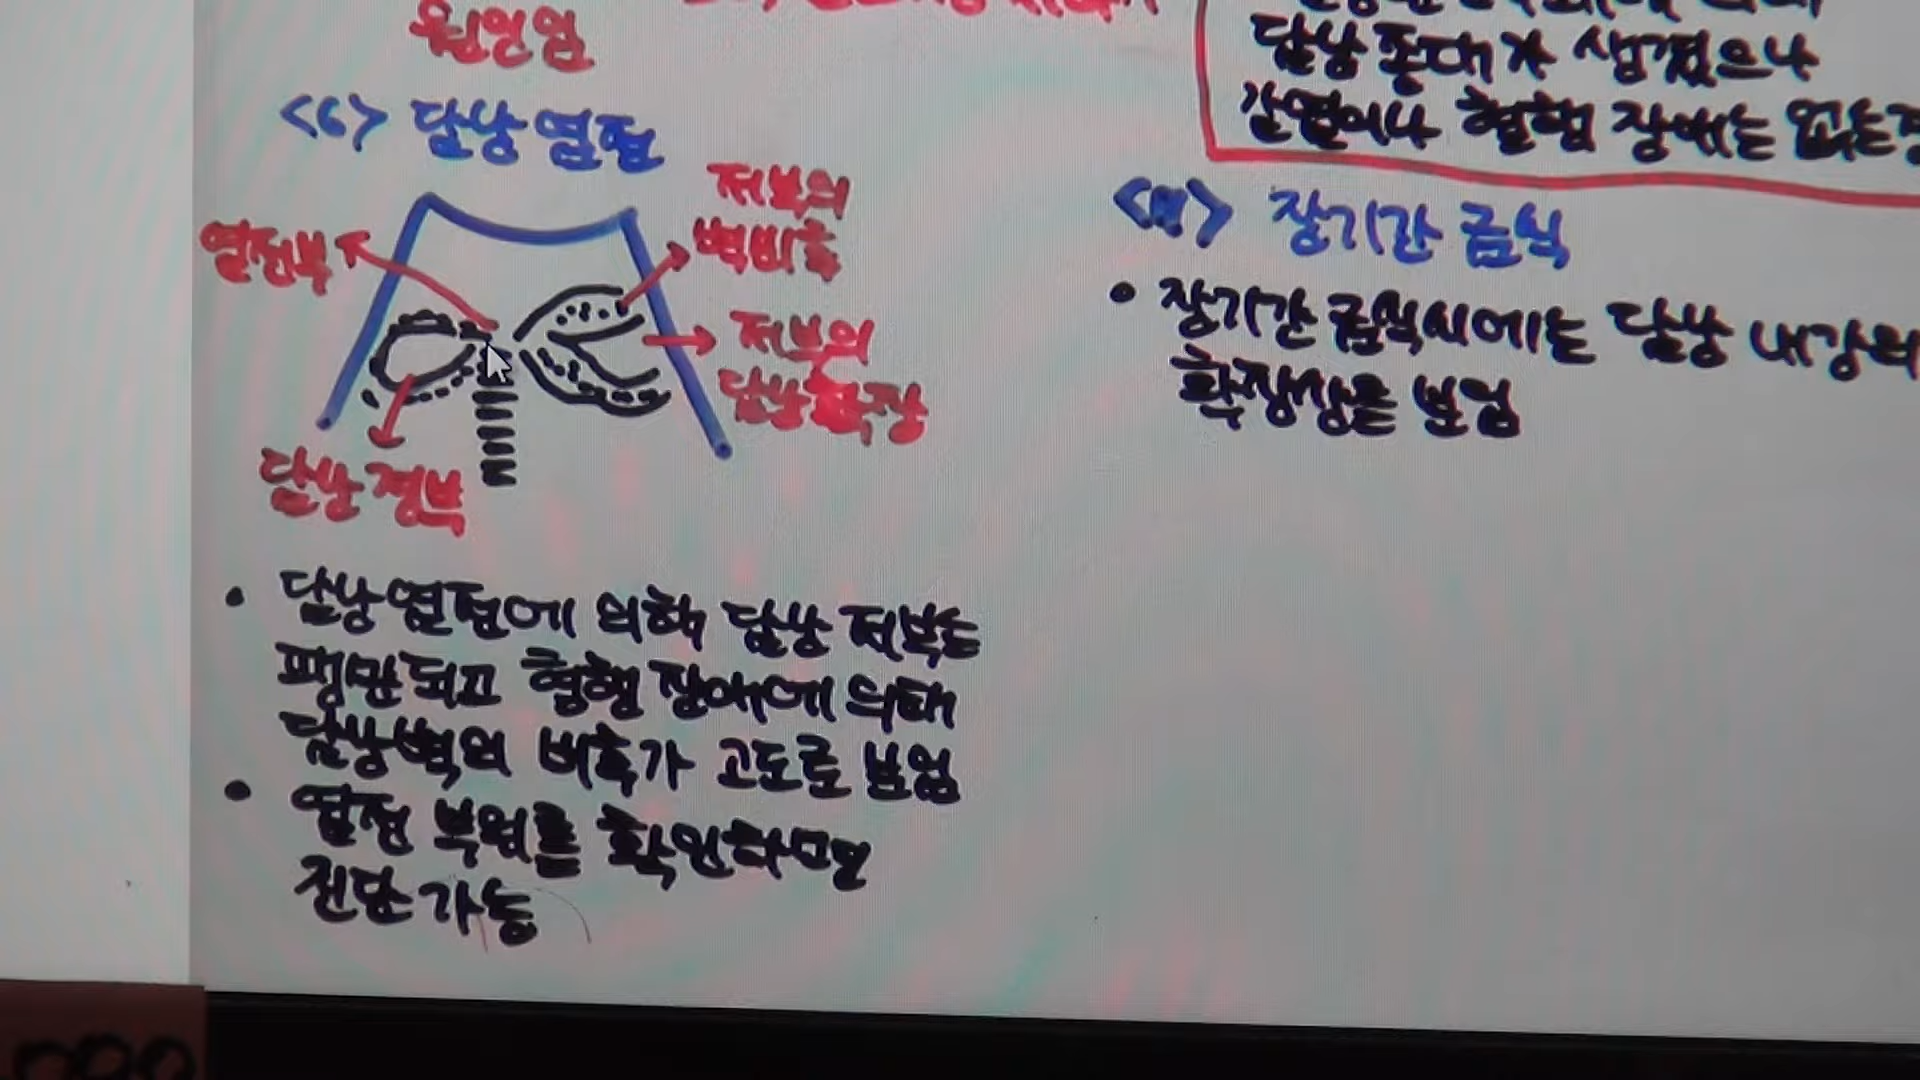 원인임
<6> 담낭 염전
저부의
벽비후
염전부
저부의
담낭 확장
담낭 경부
• 담낭염전에 의해 담낭 저부는
팽만되고 혈행 장애에 의해
담낭벽의 비후가 고도로 보임
• 염전 부위를 확인하면
진단 가능
담낭 종대가 생겼으나
감염이나 혈행 장애는 없는
장기간 금식
• 장기간 금식시에는 담낭 내강의
확장상을 보임